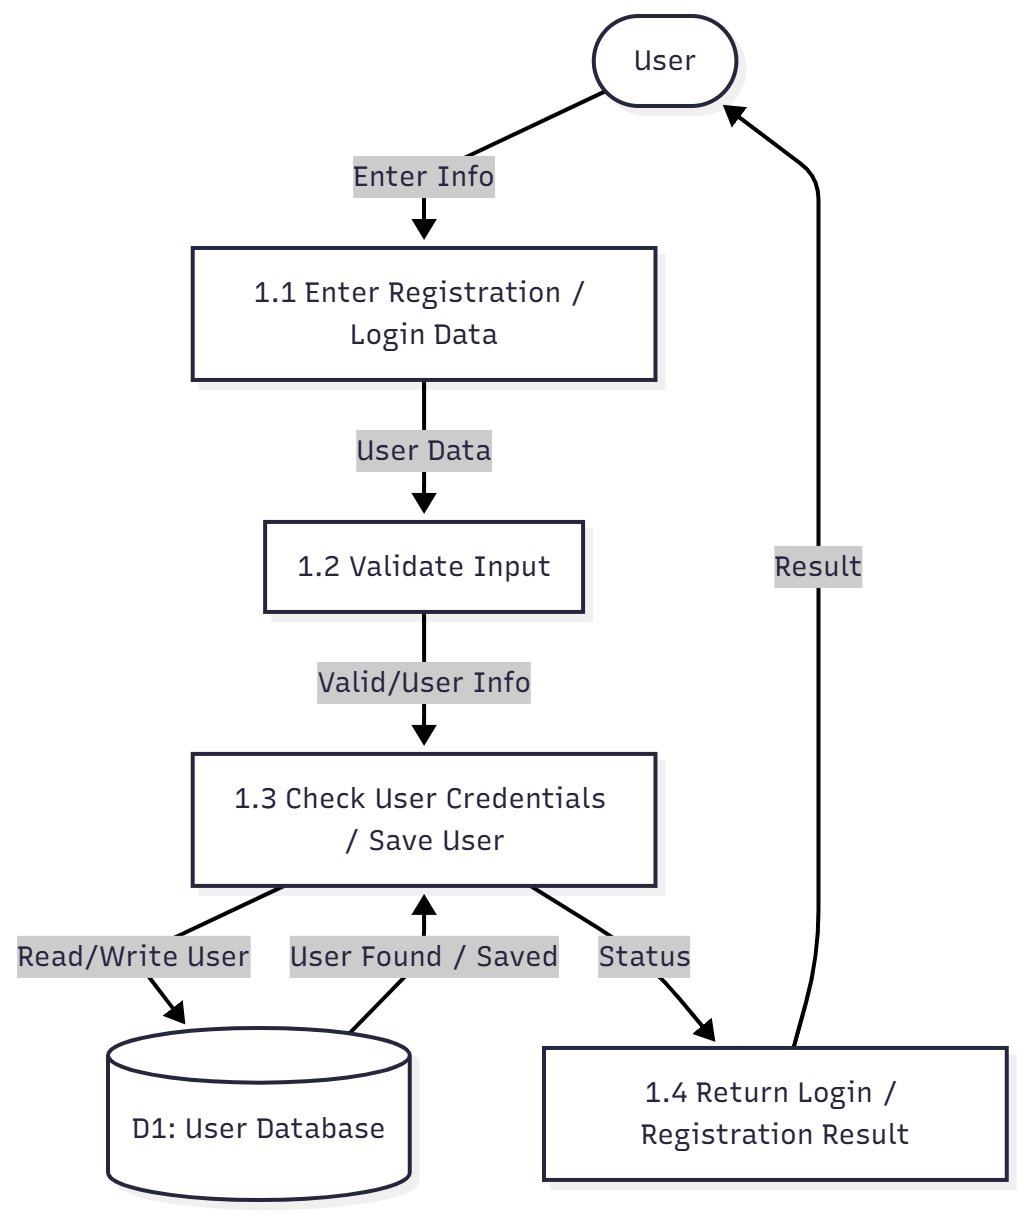 User
Enter Info
1.1 Enter Registration /
Login Data
User Data
1.2 Validate Input
Result
Valid/User Info
1.3 Check User Credentials
/ Save User
Read/Write User
User Found / Saved
Status
D1: User Database
1.4 Return Login /
Registration Result